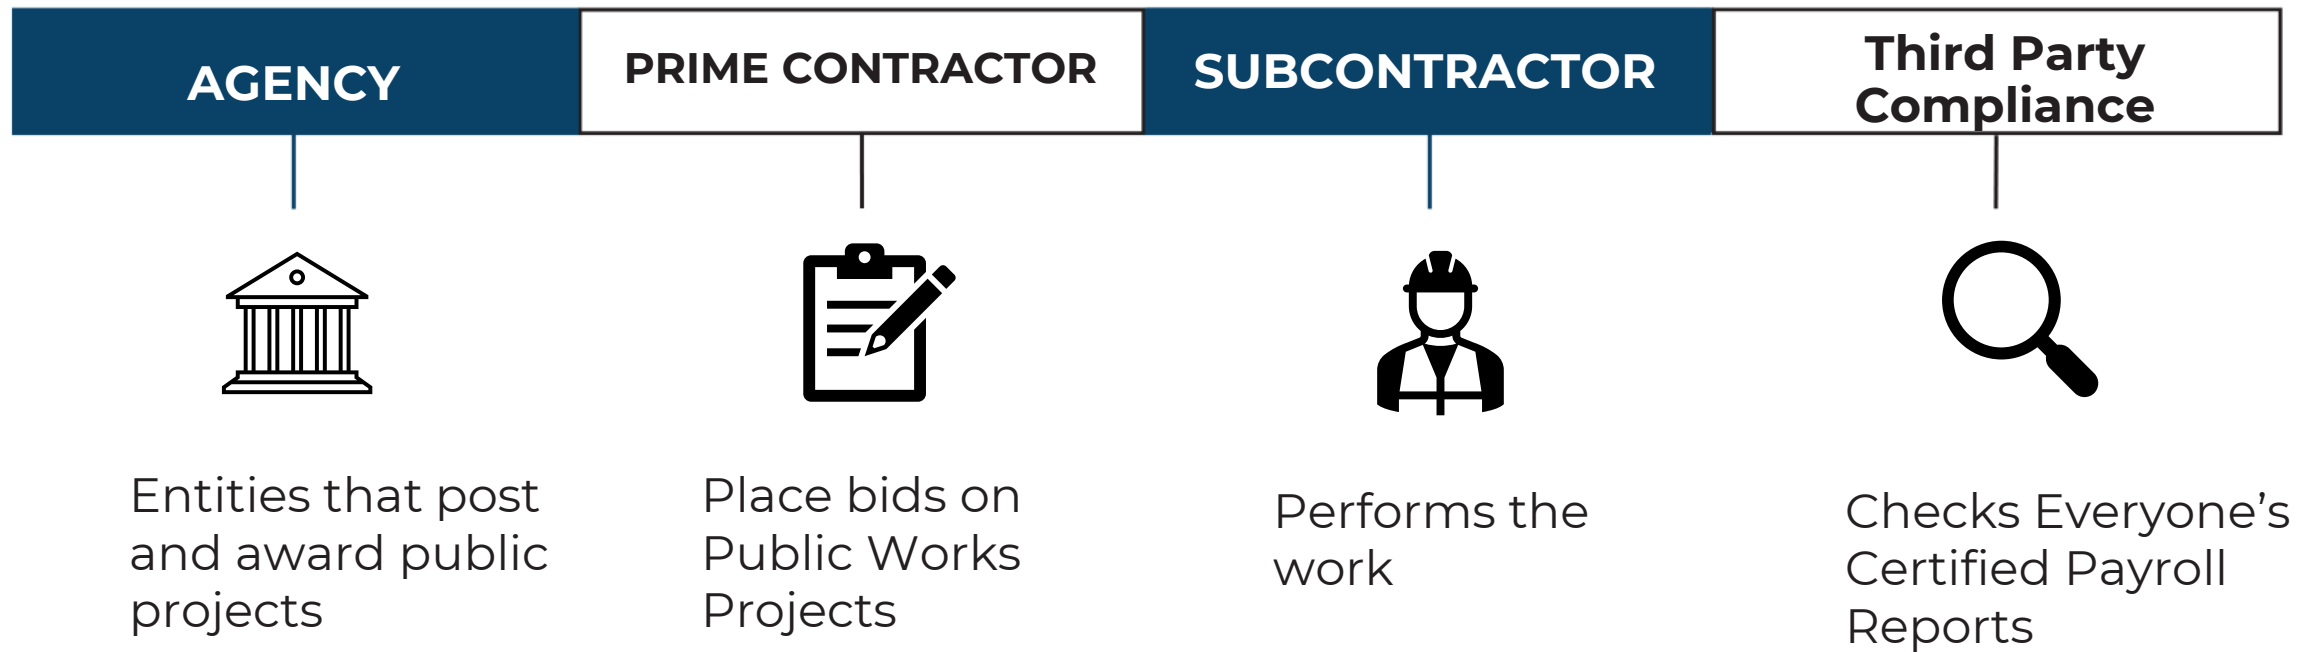 AGENCY
PRIME CONTRACTOR
SUBCONTRACTOR
Third Party
Compliance
Entities that post
and award public
projects
Place bids on
Public Works
Projects
Performs the
work
Checks Everyone’s
Certified Payroll
Reports